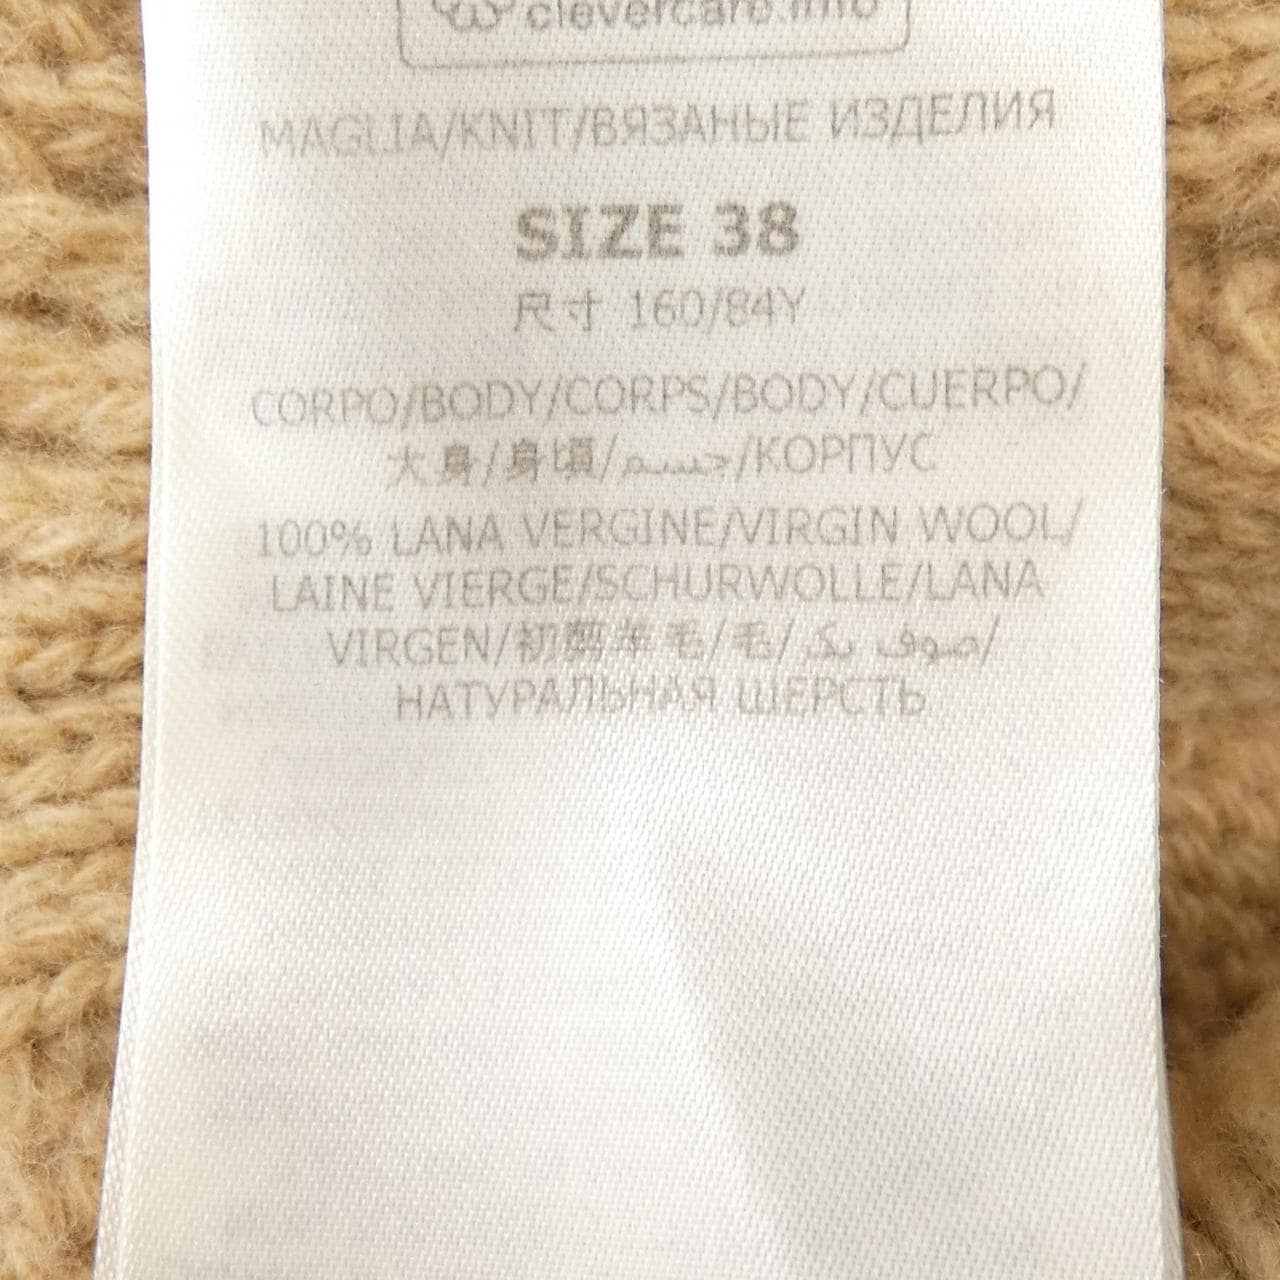 clevercare.info
MAGLIA/KNIT/ВЯЗАНЫЕ ИЗДЕЛИЯ
SIZE 38
尺寸 160/84Y
CORPO/BODY/CORPS/BODY/CUERPO/
大身/身頃/جسم/КОРПУС
100% LANA VERGINE/VIRGIN WOOL/
LAINE VIERGE/SCHURWOLLE/LANA
VIRGEN/初剪羊毛/毛/صوف بكر/
НАТУРАЛЬНАЯ ШЕРСТЬ